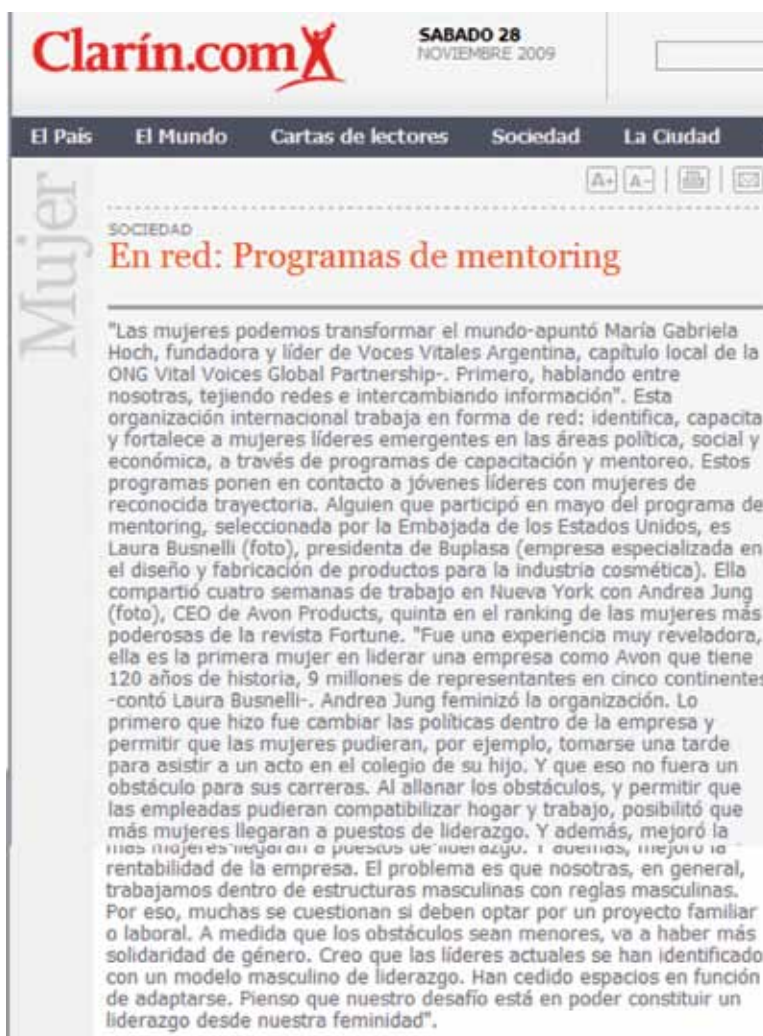 Clarín.com
SABADO 28
NOVIEMBRE 2009
El País El Mundo Cartas de lectores Sociedad La Ciudad
A+ A-
Mujer
SOCIEDAD
En red: Programas de mentoring
"Las mujeres podemos transformar el mundo-apuntó María Gabriela
Hoch, fundadora y líder de Voces Vitales Argentina, capítulo local de la
ONG Vital Voices Global Partnership-. Primero, hablando entre
nosotras, tejiendo redes e intercambiando información". Esta
organización internacional trabaja en forma de red: identifica, capacita
y fortalece a mujeres líderes emergentes en las áreas política, social y
económica, a través de programas de capacitación y mentoreo. Estos
programas ponen en contacto a jóvenes líderes con mujeres de
reconocida trayectoria. Alguien que participó en mayo del programa de
mentoring, seleccionada por la Embajada de los Estados Unidos, es
Laura Busnelli (foto), presidenta de Buplasa (empresa especializada en
el diseño y fabricación de productos para la industria cosmética). Ella
compartió cuatro semanas de trabajo en Nueva York con Andrea Jung
(foto), CEO de Avon Products, quinta en el ranking de las mujeres más
poderosas de la revista Fortune. "Fue una experiencia muy reveladora,
ella es la primera mujer en liderar una empresa como Avon que tiene
120 años de historia, 9 millones de representantes en cinco continentes
-contó Laura Busnelli-. Andrea Jung feminizó la organización. Lo
primero que hizo fue cambiar las políticas dentro de la empresa y
permitir que las mujeres pudieran, por ejemplo, tomarse una tarde
para asistir a un acto en el colegio de su hijo. Y que eso no fuera un
obstáculo para sus carreras. Al allanar los obstáculos, y permitir que
las empleadas pudieran compatibilizar hogar y trabajo, posibilitó que
más mujeres llegaran a puestos de liderazgo. Y además, mejoró la
más mujeres llegaran a puestos de liderazgo. Y además, mejoró la
rentabilidad de la empresa. El problema es que nosotras, en general,
trabajamos dentro de estructuras masculinas con reglas masculinas.
Por eso, muchas se cuestionan si deben optar por un proyecto familiar
o laboral. A medida que los obstáculos sean menores, va a haber más
solidaridad de género. Creo que las líderes actuales se han identificado
con un modelo masculino de liderazgo. Han cedido espacios en función
de adaptarse. Pienso que nuestro desafío está en poder constituir un
liderazgo desde nuestra feminidad".